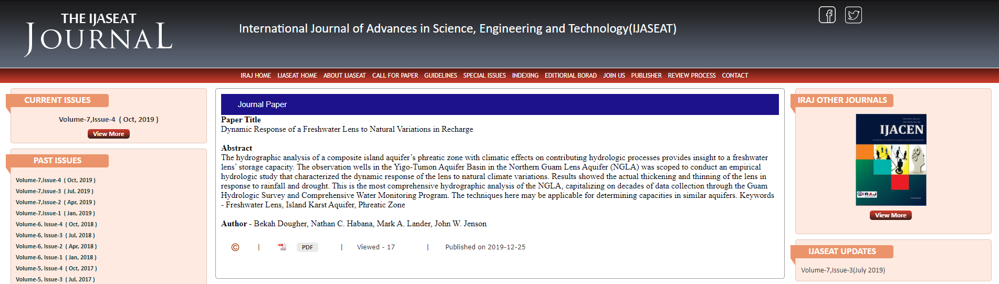 THE IJASEAT
JOURNAL
International Journal of Advances in Science, Engineering and Technology(IJASEAT)
IRAJ HOME IJASEAT HOME ABOUT IJASEAT CALL FOR PAPER GUIDELINES SPECIAL ISSUES INDEXING EDITIORIAL BORAD JOIN US PUBLISHER REVIEW PROCESS CONTACT
CURRENT ISSUES
Volume-7,Issue-4 ( Oct, 2019 )
View More
PAST ISSUES
Volume-7,Issue-4 ( Oct, 2019 )
Volume-7,Issue-3 ( Jul, 2019 )
Volume-7,Issue-2 ( Apr, 2019 )
Volume-7,Issue-1 ( Jan, 2019 )
Volume-6, Issue-4 ( Oct, 2018 )
Volume-6, Issue-3 ( Jul, 2018 )
Volume-6, Issue-2 ( Apr, 2018 )
Volume-6, Issue-1 ( Jan, 2018 )
Volume-5, Issue-4 ( Oct, 2017 )
Volume-5, Issue-3 ( Jul, 2017 )
Journal Paper
Paper Title
Dynamic Response of a Freshwater Lens to Natural Variations in Recharge
Abstract
The hydrographic analysis of a composite island aquifer’s phreatic zone with climatic effects on contributing hydrologic processes provides insight to a freshwater
lens’ storage capacity. The observation wells in the Yigo-Tumon Aquifer Basin in the Northern Guam Lens Aquifer (NGLA) was scoped to conduct an empirical
hydrologic study that characterized the dynamic response of the lens to natural climate variations. Results showed the actual thickening and thinning of the lens in
response to rainfall and drought. This is the most comprehensive hydrographic analysis of the NGLA, capitalizing on decades of data collection through the Guam
Hydrologic Survey and Comprehensive Water Monitoring Program. The techniques here may be applicable for determining capacities in similar aquifers. Keywords
- Freshwater Lens, Island Karst Aquifer, Phreatic Zone
Author - Bekah Dougher, Nathan C. Habana, Mark A. Lander, John W. Jenson
© | PDF | Viewed - 17 | Published on 2019-12-25
IRAJ OTHER JOURNALS
IJACEN
IRAJ
View More
IJASEAT UPDATES
Volume-7,Issue-3(July 2019)